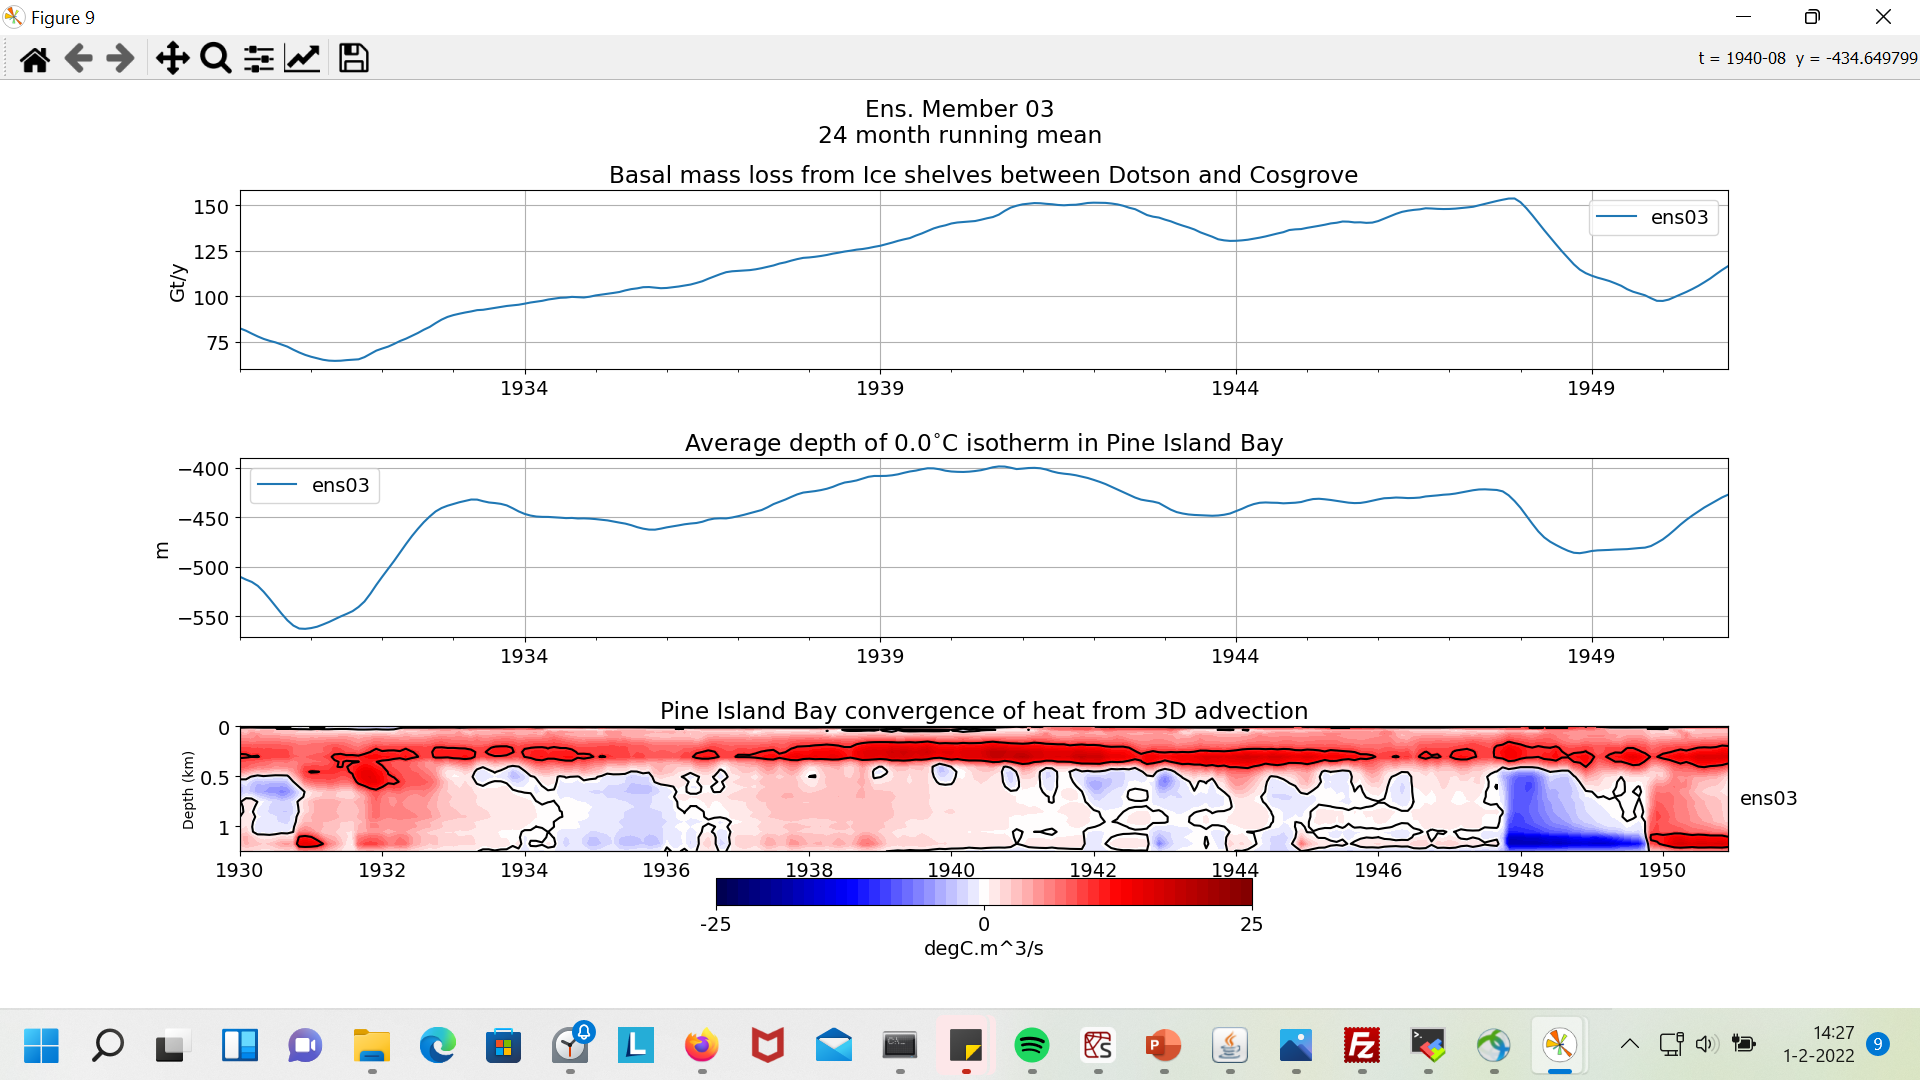 Figure 9
t = 1940-08 y = -434.649799
Ens. Member 03
24 month running mean
Basal mass loss from Ice shelves between Dotson and Cosgrove
150
125
100
75
Gt/y
ens03
1934
1939
1944
1949
Average depth of 0.0°C isotherm in Pine Island Bay
−400
−450
−500
−550
m
ens03
1934
1939
1944
1949
Pine Island Bay convergence of heat from 3D advection
0
0.5
1
Depth (km)
ens03
1930
1932
1934
1936
1938
1940
1942
1944
1946
1948
1950
-25
0
25
degC.m^3/s
L
C:\.
P
FZ
14:27
1-2-2022
9